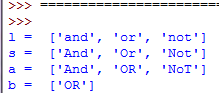 >>> ======================
>>>
l =  ['and', 'or', 'not']
s =  ['And', 'Or', 'Not']
a =  ['And', 'OR', 'NoT']
b =  ['OR']